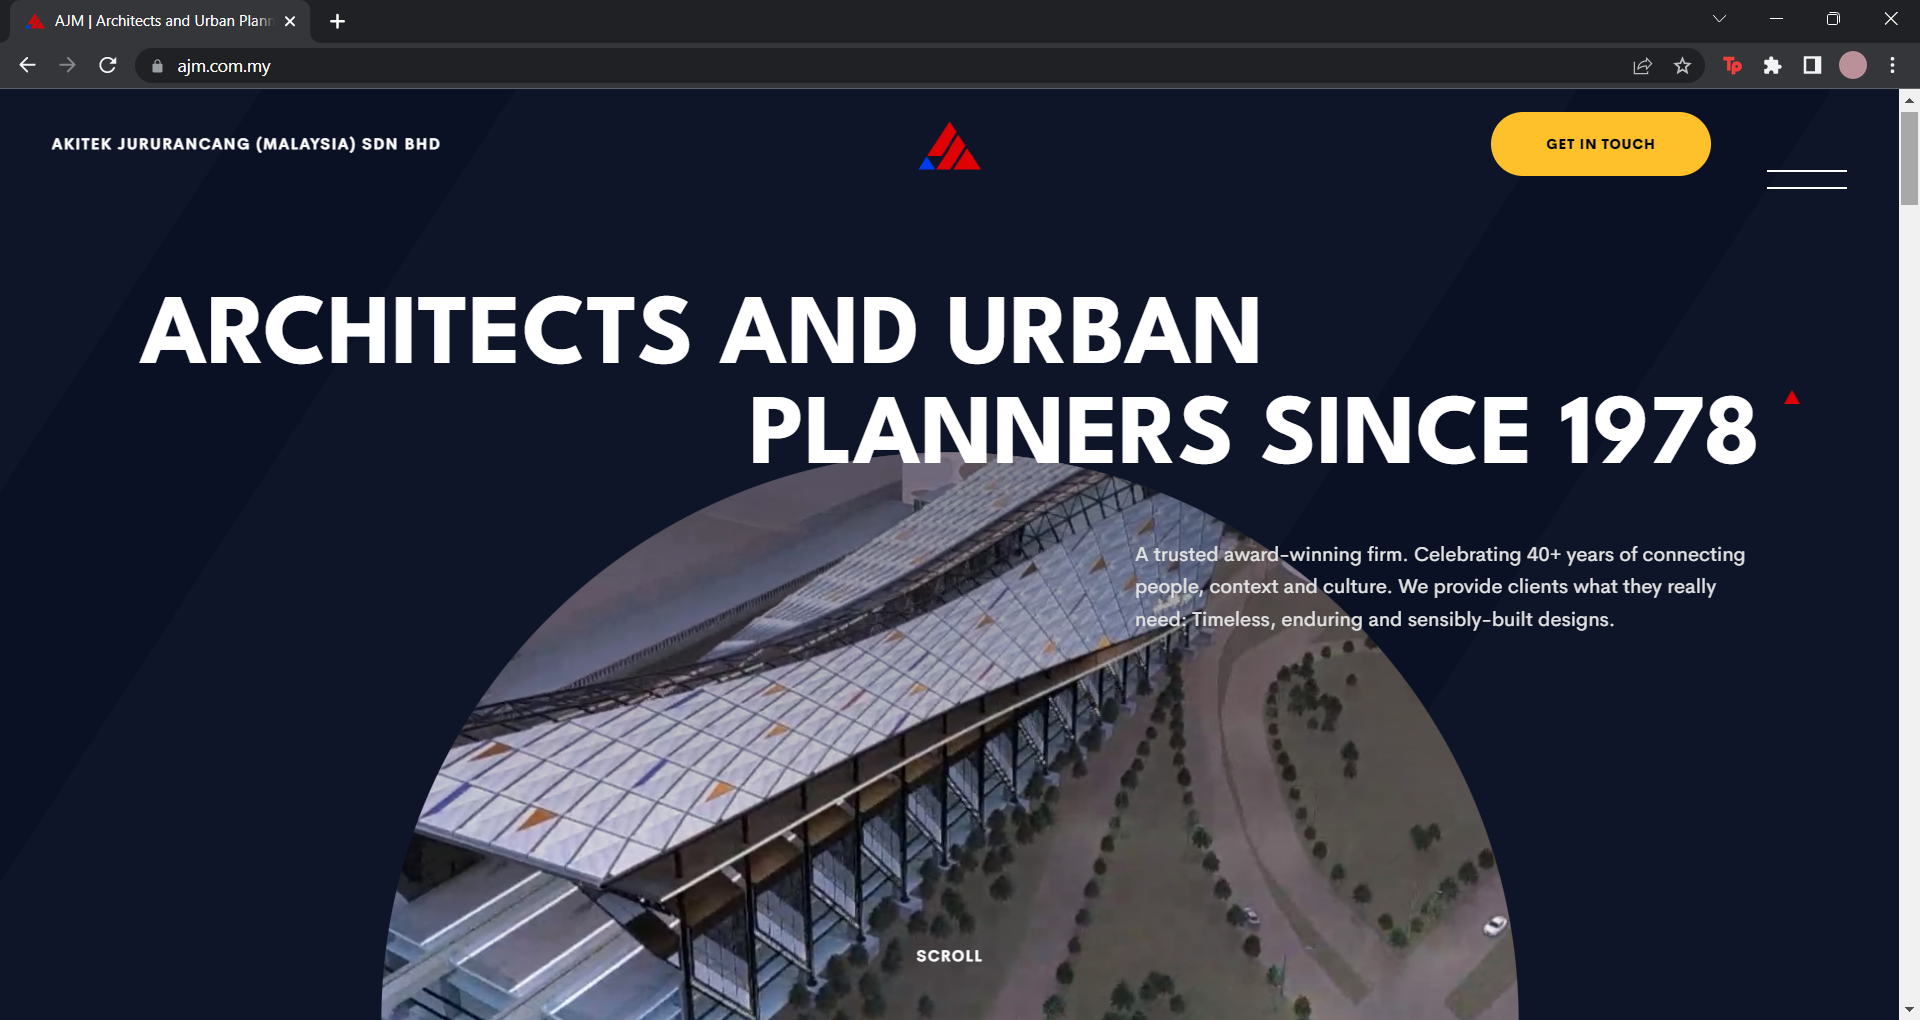 AJM | Architects and Urban Plann
ajm.com.my
Tp
AKITEK JURURANCANG (MALAYSIA) SDN BHD
GET IN TOUCH
ARCHITECTS AND URBAN
PLANNERS SINCE 1978
A trusted award-winning firm. Celebrating 40+ years of connecting
people, context and culture. We provide clients what they really
need: Timeless, enduring and sensibly-built designs.
SCROLL